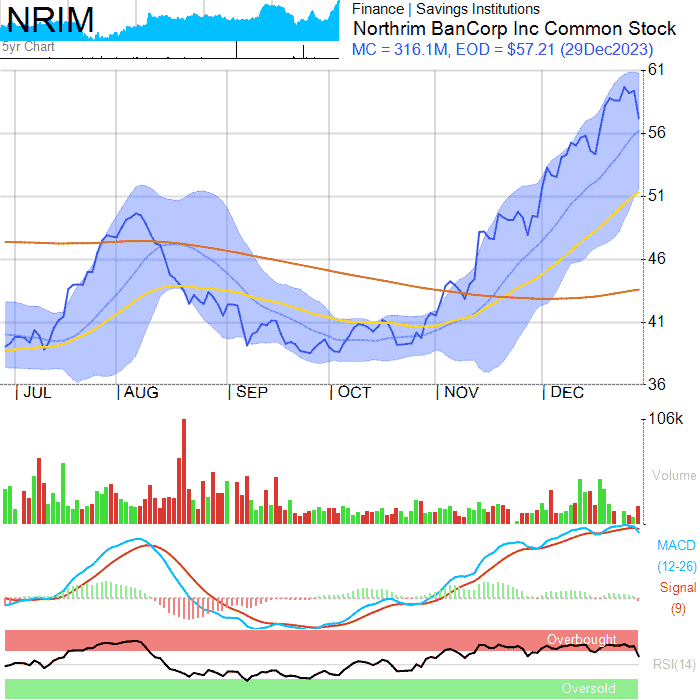 NRIM
5yr Chart
Finance | Savings Institutions
Northrim BanCorp Inc Common Stock
MC = 316.1M, EOD = $57.21 (29Dec2023)
61
56
51
46
41
36
JUL AUG SEP OCT NOV DEC
106k
Volume
MACD
(12-26)
Signal
(9)
Overbought
RSI(14)
Oversold